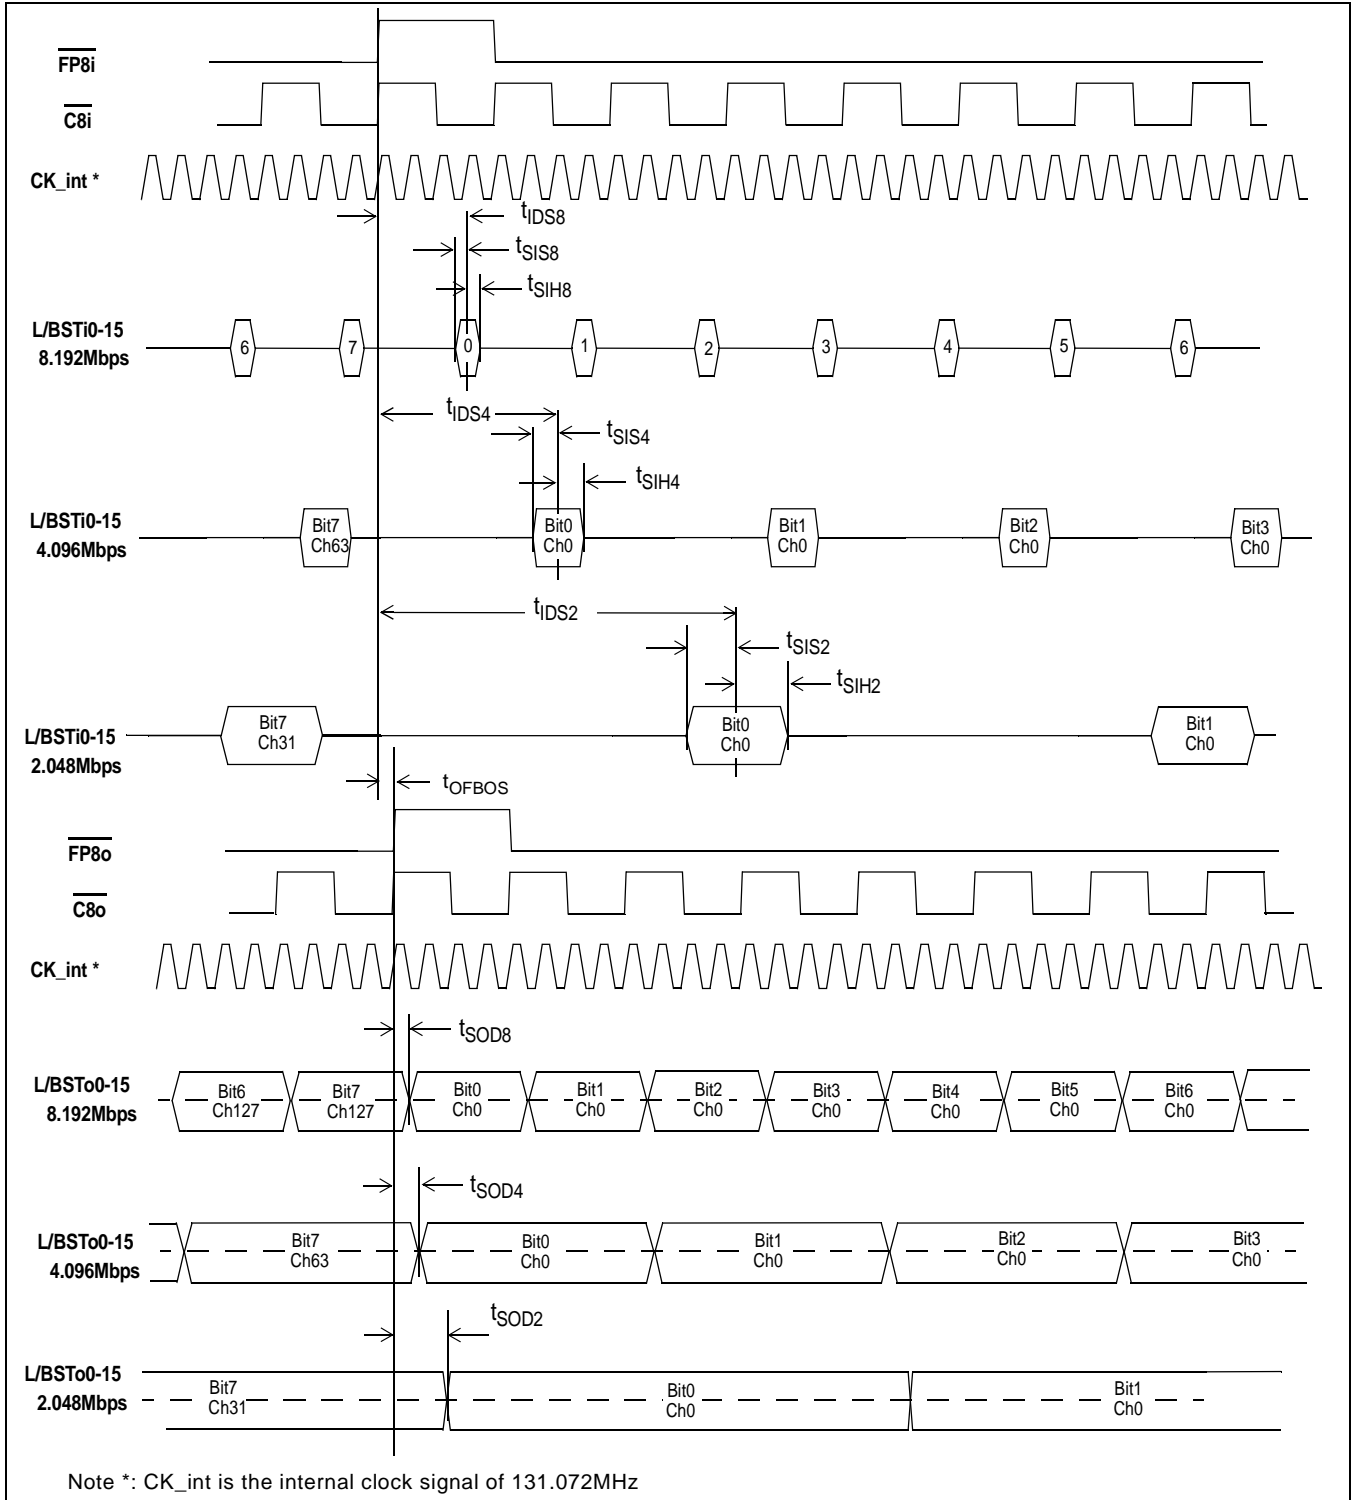 FP8i
C8i
CK_int *
tIDS8
tSIS8
tSIH8
L/BSTi0-15
8.192Mbps
6 7 0 1 2 3 4 5 6
tIDS4
tSIS4
tSIH4
L/BSTi0-15
4.096Mbps
Bit7 Bit0 Bit1 Bit2 Bit3
Ch63 Ch0 Ch0 Ch0 Ch0
tIDS2
tSIS2
tSIH2
L/BSTi0-15
2.048Mbps
Bit7 Bit0 Bit1
Ch31 Ch0 Ch0
tOFBOS
FP8o
C8o
CK_int *
tSOD8
L/BSTo0-15
8.192Mbps
Bit6 Bit7 Bit0 Bit1 Bit2 Bit3 Bit4 Bit5 Bit6
Ch127 Ch127 Ch0 Ch0 Ch0 Ch0 Ch0 Ch0 Ch0
tSOD4
L/BSTo0-15
4.096Mbps
Bit7 Bit0 Bit1 Bit2 Bit3
Ch63 Ch0 Ch0 Ch0 Ch0
tSOD2
L/BSTo0-15
2.048Mbps
Bit7 Bit0 Bit1
Ch31 Ch0 Ch0
Note *: CK_int is the internal clock signal of 131.072MHz